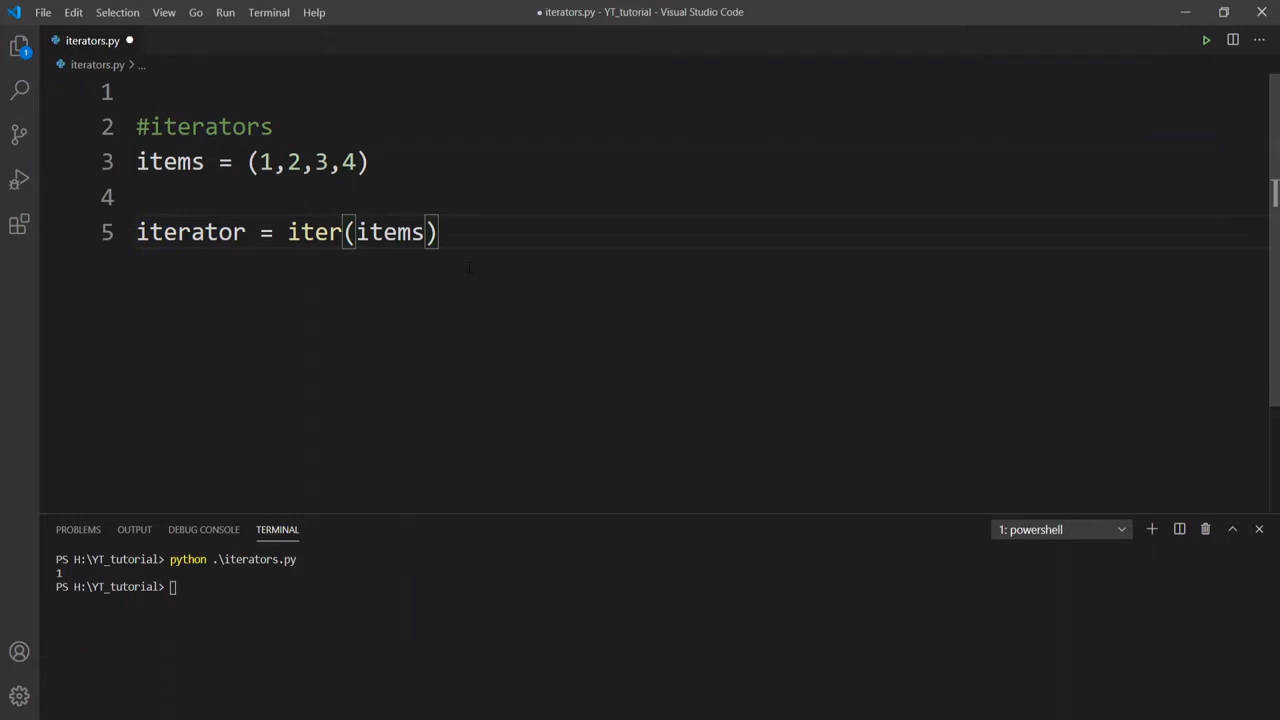 File Edit Selection View Go Run Terminal Help ● iterators.py - YT_tutorial - Visual Studio Code
iterators.py ●
iterators.py > ...
1
1
2 #iterators
3 items = (1,2,3,4)
4
5 iterator = iter(items)
PROBLEMS OUTPUT DEBUG CONSOLE TERMINAL 1: powershell
PS H:\YT_tutorial> python .\iterators.py
1
PS H:\YT_tutorial>